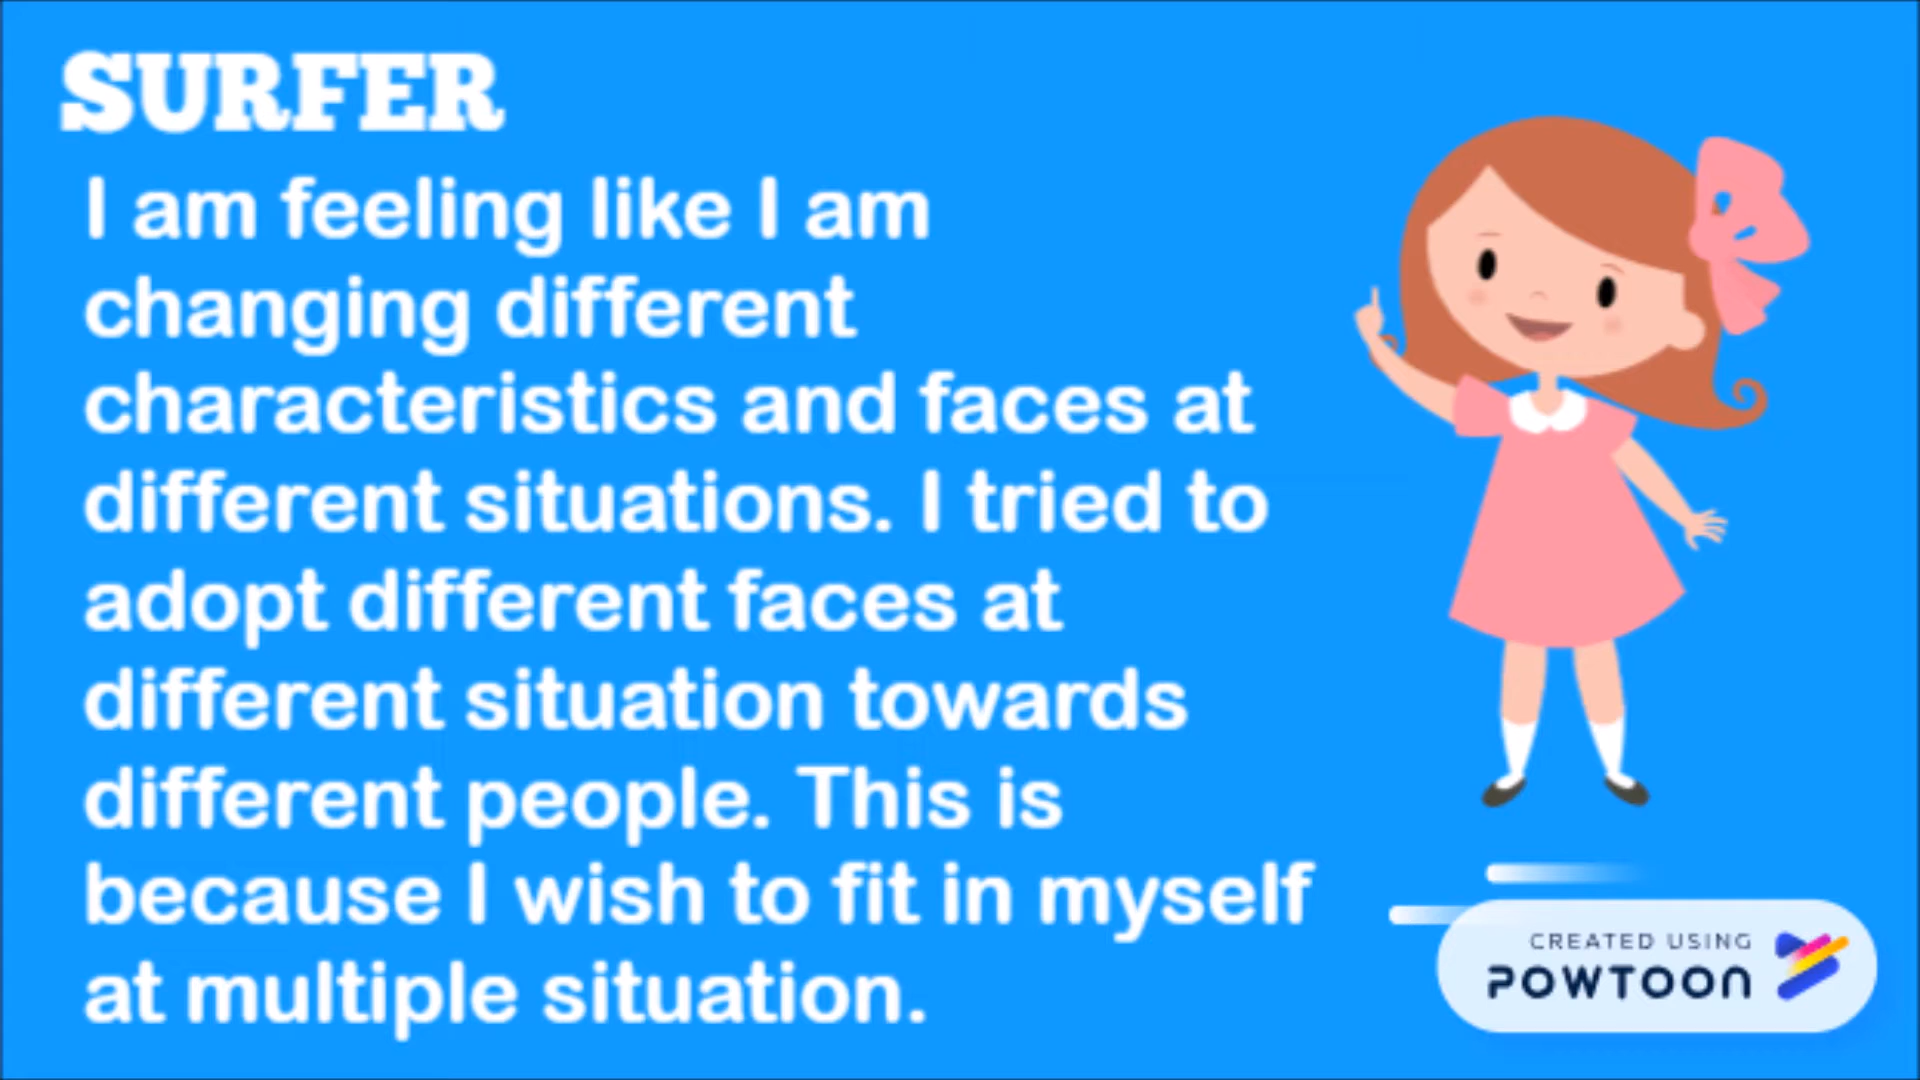 SURFER
I am feeling like I am
changing different
characteristics and faces at
different situations. I tried to
adopt different faces at
different situation towards
different people. This is
because I wish to fit in myself
at multiple situation.
CREATED USING
POWTOON